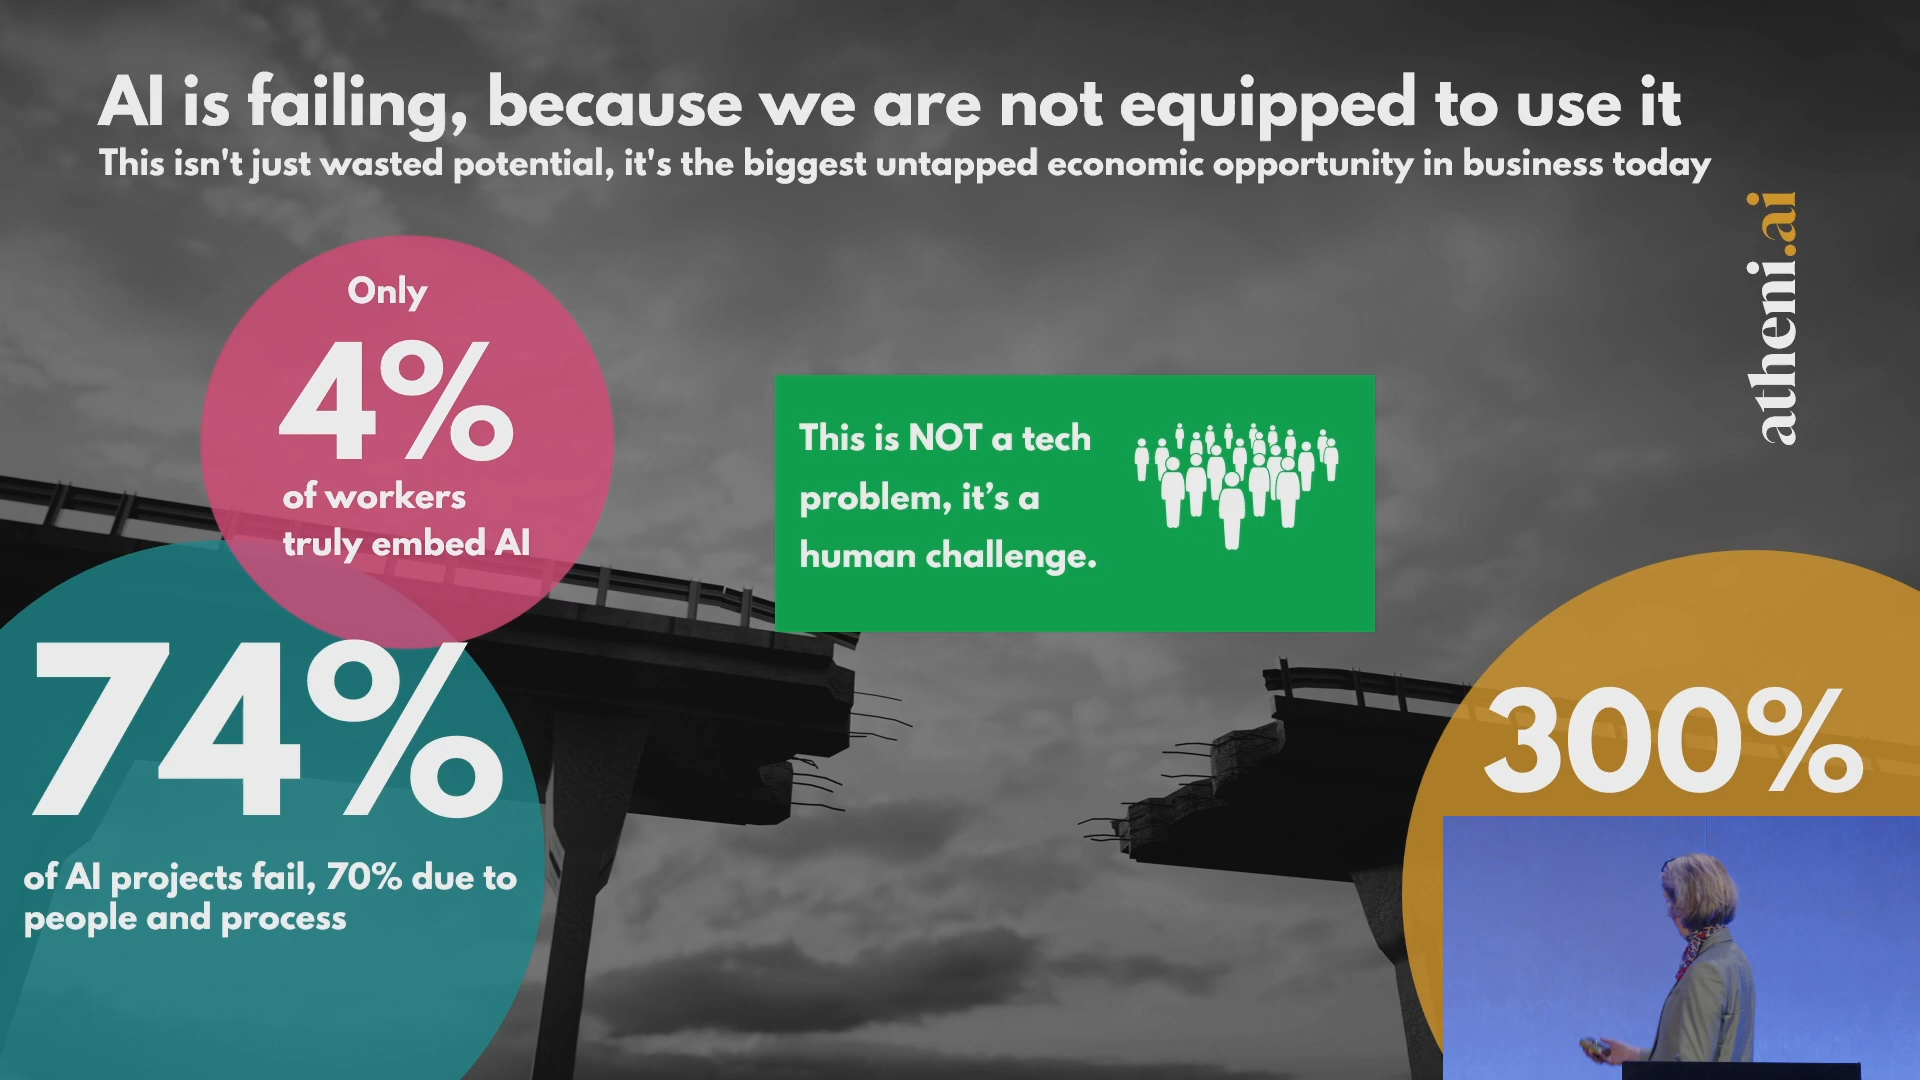 AI is failing, because we are not equipped to use it
This isn't just wasted potential, it's the biggest untapped economic opportunity in business today
atheni.ai
Only
4%
of workers
truly embed AI
This is NOT a tech
problem, it’s a
human challenge.
74%
of AI projects fail, 70% due to
people and process
300%